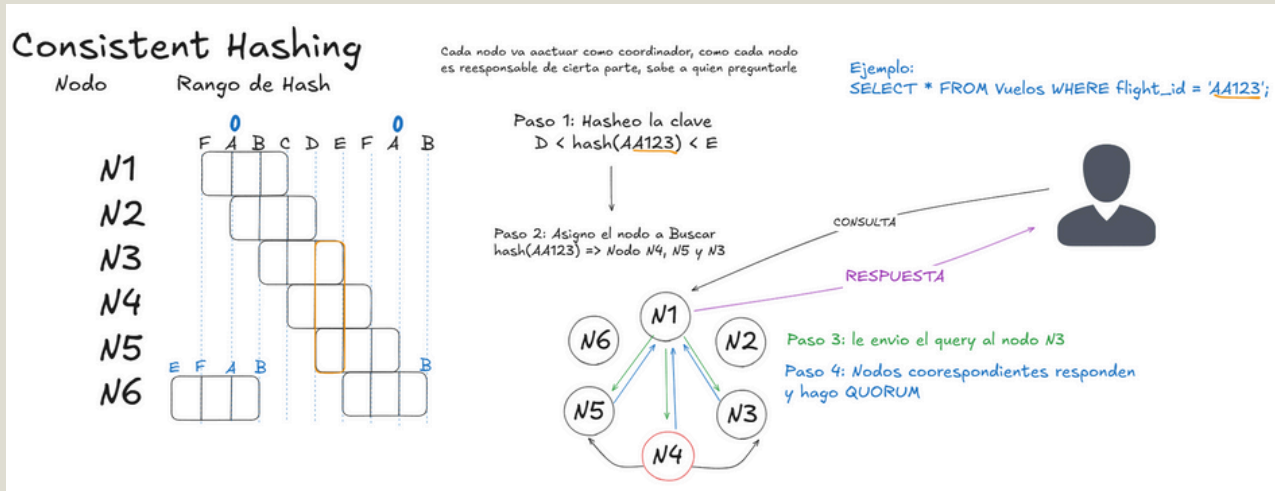 Consistent Hashing
Nodo
Rango de Hash
0
0
F A B C D E F A B
N1
N2
N3
N4
N5
N6
E F A B
B
Cada nodo va aactuar como coordinador, como cada nodo
es reesponsable de cierta parte, sabe a quien preguntarle
Paso 1: Hasheo la clave
D < hash(AA123) < E
Paso 2: Asigno el nodo a Buscar
hash(AA123) => Nodo N4, N5 y N3
Ejemplo:
SELECT * FROM Vuelos WHERE flight_id = 'AA123';
CONSULTA
RESPUESTA
N1
N6
N2
N5
N3
N4
Paso 3: le envio el query al nodo N3
Paso 4: Nodos coorespondientes responden
y hago QUORUM